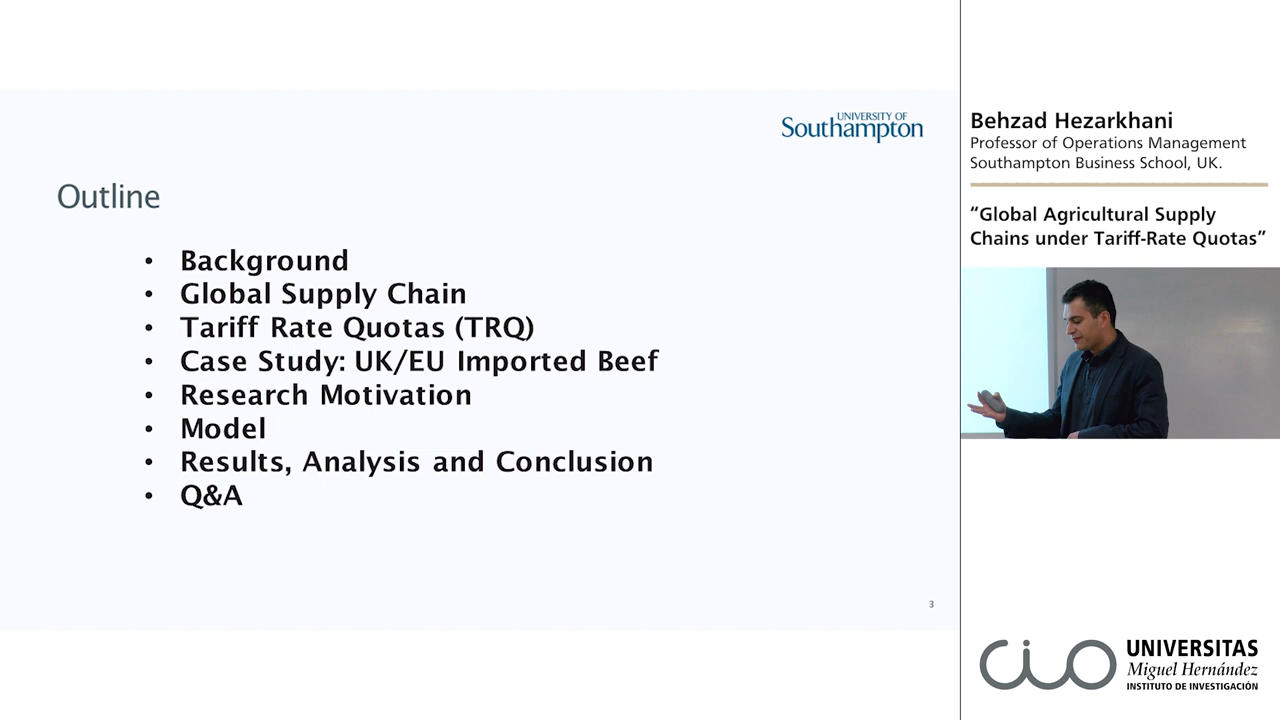 UNIVERSITY OF
Southampton
Outline
• Background
• Global Supply Chain
• Tariff Rate Quotas (TRQ)
• Case Study: UK/EU Imported Beef
• Research Motivation
• Model
• Results, Analysis and Conclusion
• Q&A
3
Behzad Hezarkhani
Professor of Operations Management
Southampton Business School, UK.
“Global Agricultural Supply
Chains under Tariff-Rate Quotas”
cio
UNIVERSITAS
Miguel Hernández
INSTITUTO DE INVESTIGACIÓN